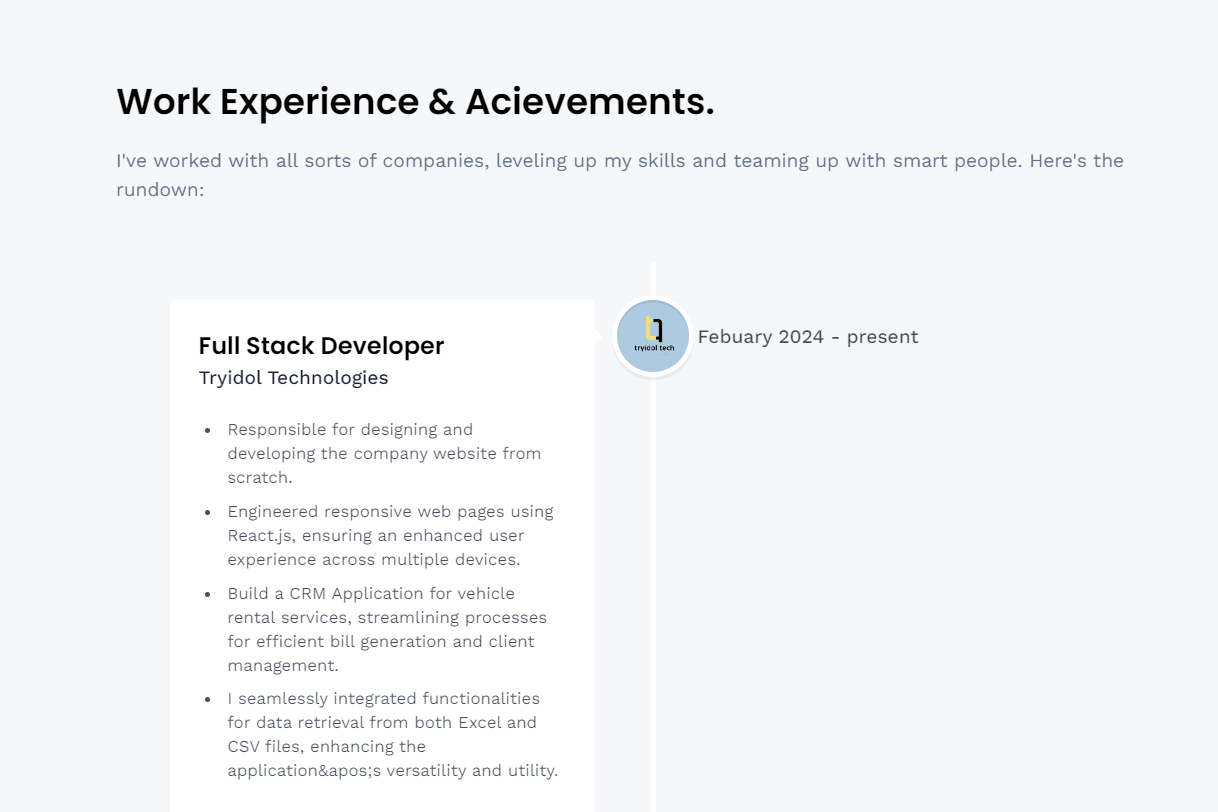 Work Experience & Acievements.
I've worked with all sorts of companies, leveling up my skills and teaming up with smart people. Here's the
rundown:
Full Stack Developer
Tryidol Technologies
tryidol tech
Febuary 2024 - present
• Responsible for designing and
developing the company website from
scratch.
• Engineered responsive web pages using
React.js, ensuring an enhanced user
experience across multiple devices.
• Build a CRM Application for vehicle
rental services, streamlining processes
for efficient bill generation and client
management.
• I seamlessly integrated functionalities
for data retrieval from both Excel and
CSV files, enhancing the
application&apos;s versatility and utility.